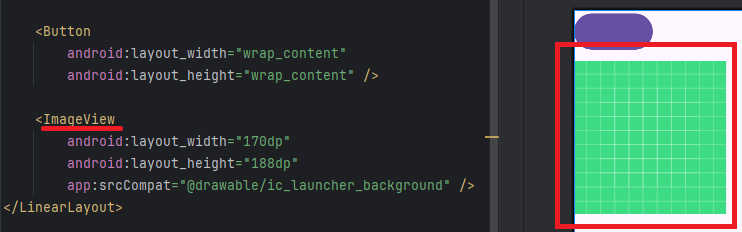 <Button
android:layout_width="wrap_content"
android:layout_height="wrap_content" />
<ImageView
android:layout_width="170dp"
android:layout_height="188dp"
app:srcCompat="@drawable/ic_launcher_background" />
</LinearLayout>